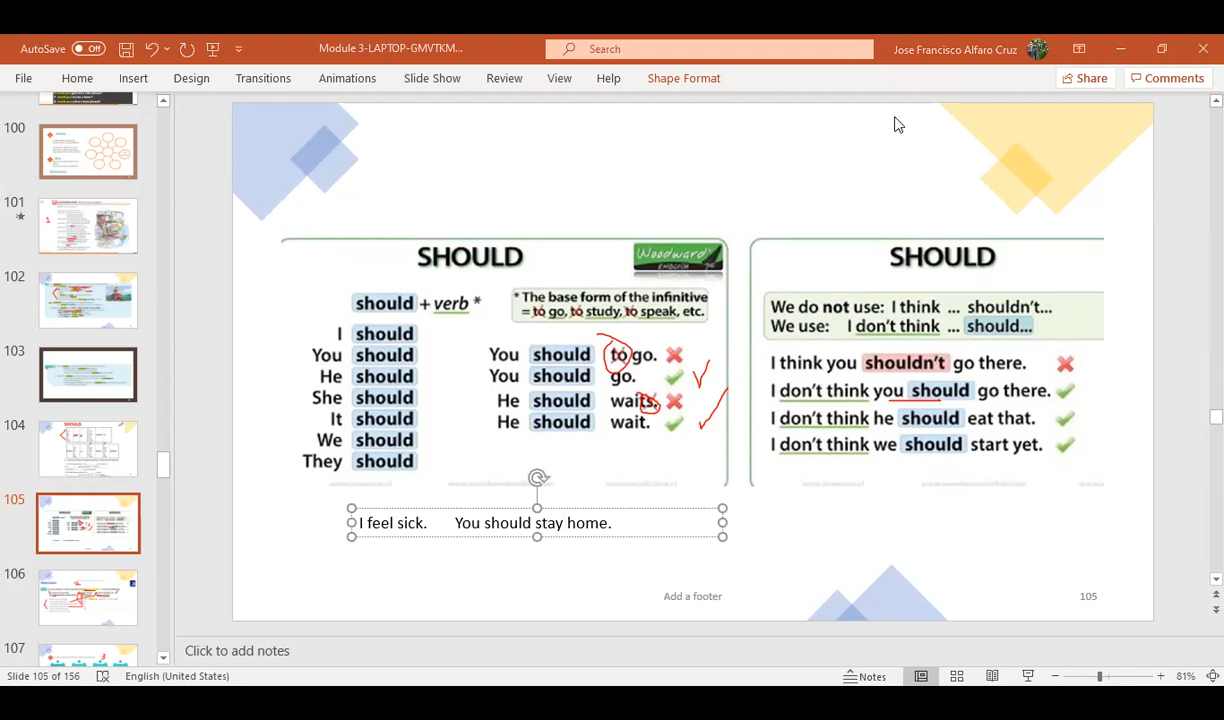 AutoSave Off Module 3-LAPTOP-GMVTKM... Search Jose Francisco Alfaro Cruz
File Home Insert Design Transitions Animations Slide Show Review View Help Shape Format Share Comments
100
101
102
103
104
105
106
107
SHOULD
Woodward
ENGLISH
should + verb *
* The base form of the infinitive
= to go, to study, to speak, etc.
I should
You should
He should
She should
It should
We should
They should
You should to go.
You should go.
He should waits.
He should wait.
SHOULD
We do not use: I think ... shouldn't...
We use: I don't think ... should...
I think you shouldn't go there.
I don't think you should go there.
I don't think he should eat that.
I don't think we should start yet.
I feel sick. You should stay home.
Add a footer
105
Click to add notes
Slide 105 of 156 English (United States) Notes 81%